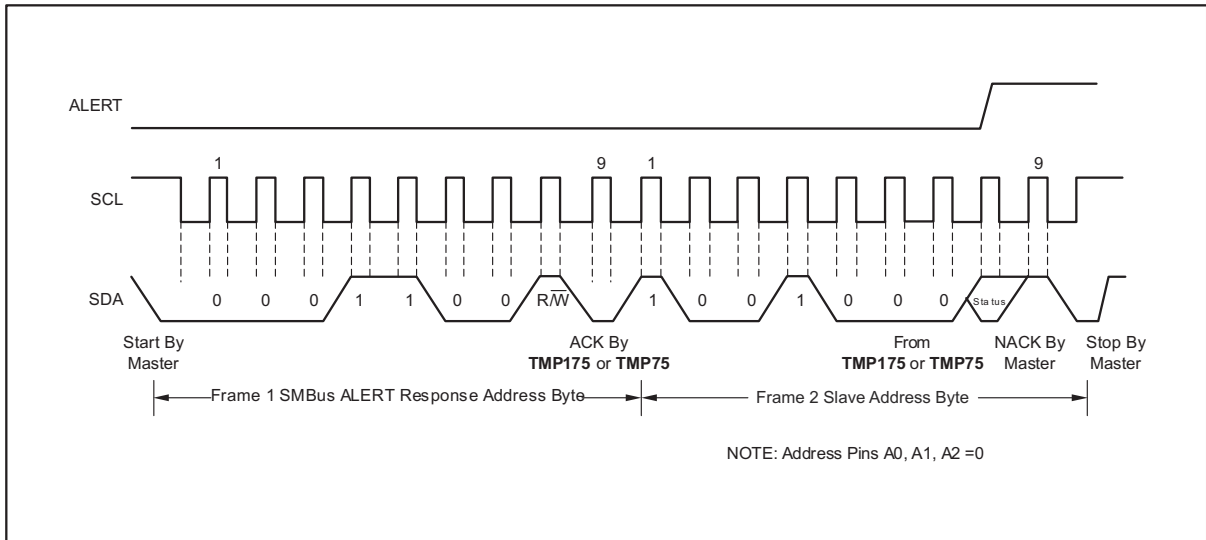 ALERT
1 9 1 9
SCL
SDA
0 0 0 1 1 0 0 R/W 1 0 0 1 0 0 0 Status
Start By
Master
ACK By
TMP175 or TMP75
From
TMP175 or TMP75
NACK By
Master
Stop By
Master
Frame 1 SMBus ALERT Response Address Byte
Frame 2 Slave Address Byte
NOTE: Address Pins A0, A1, A2 =0